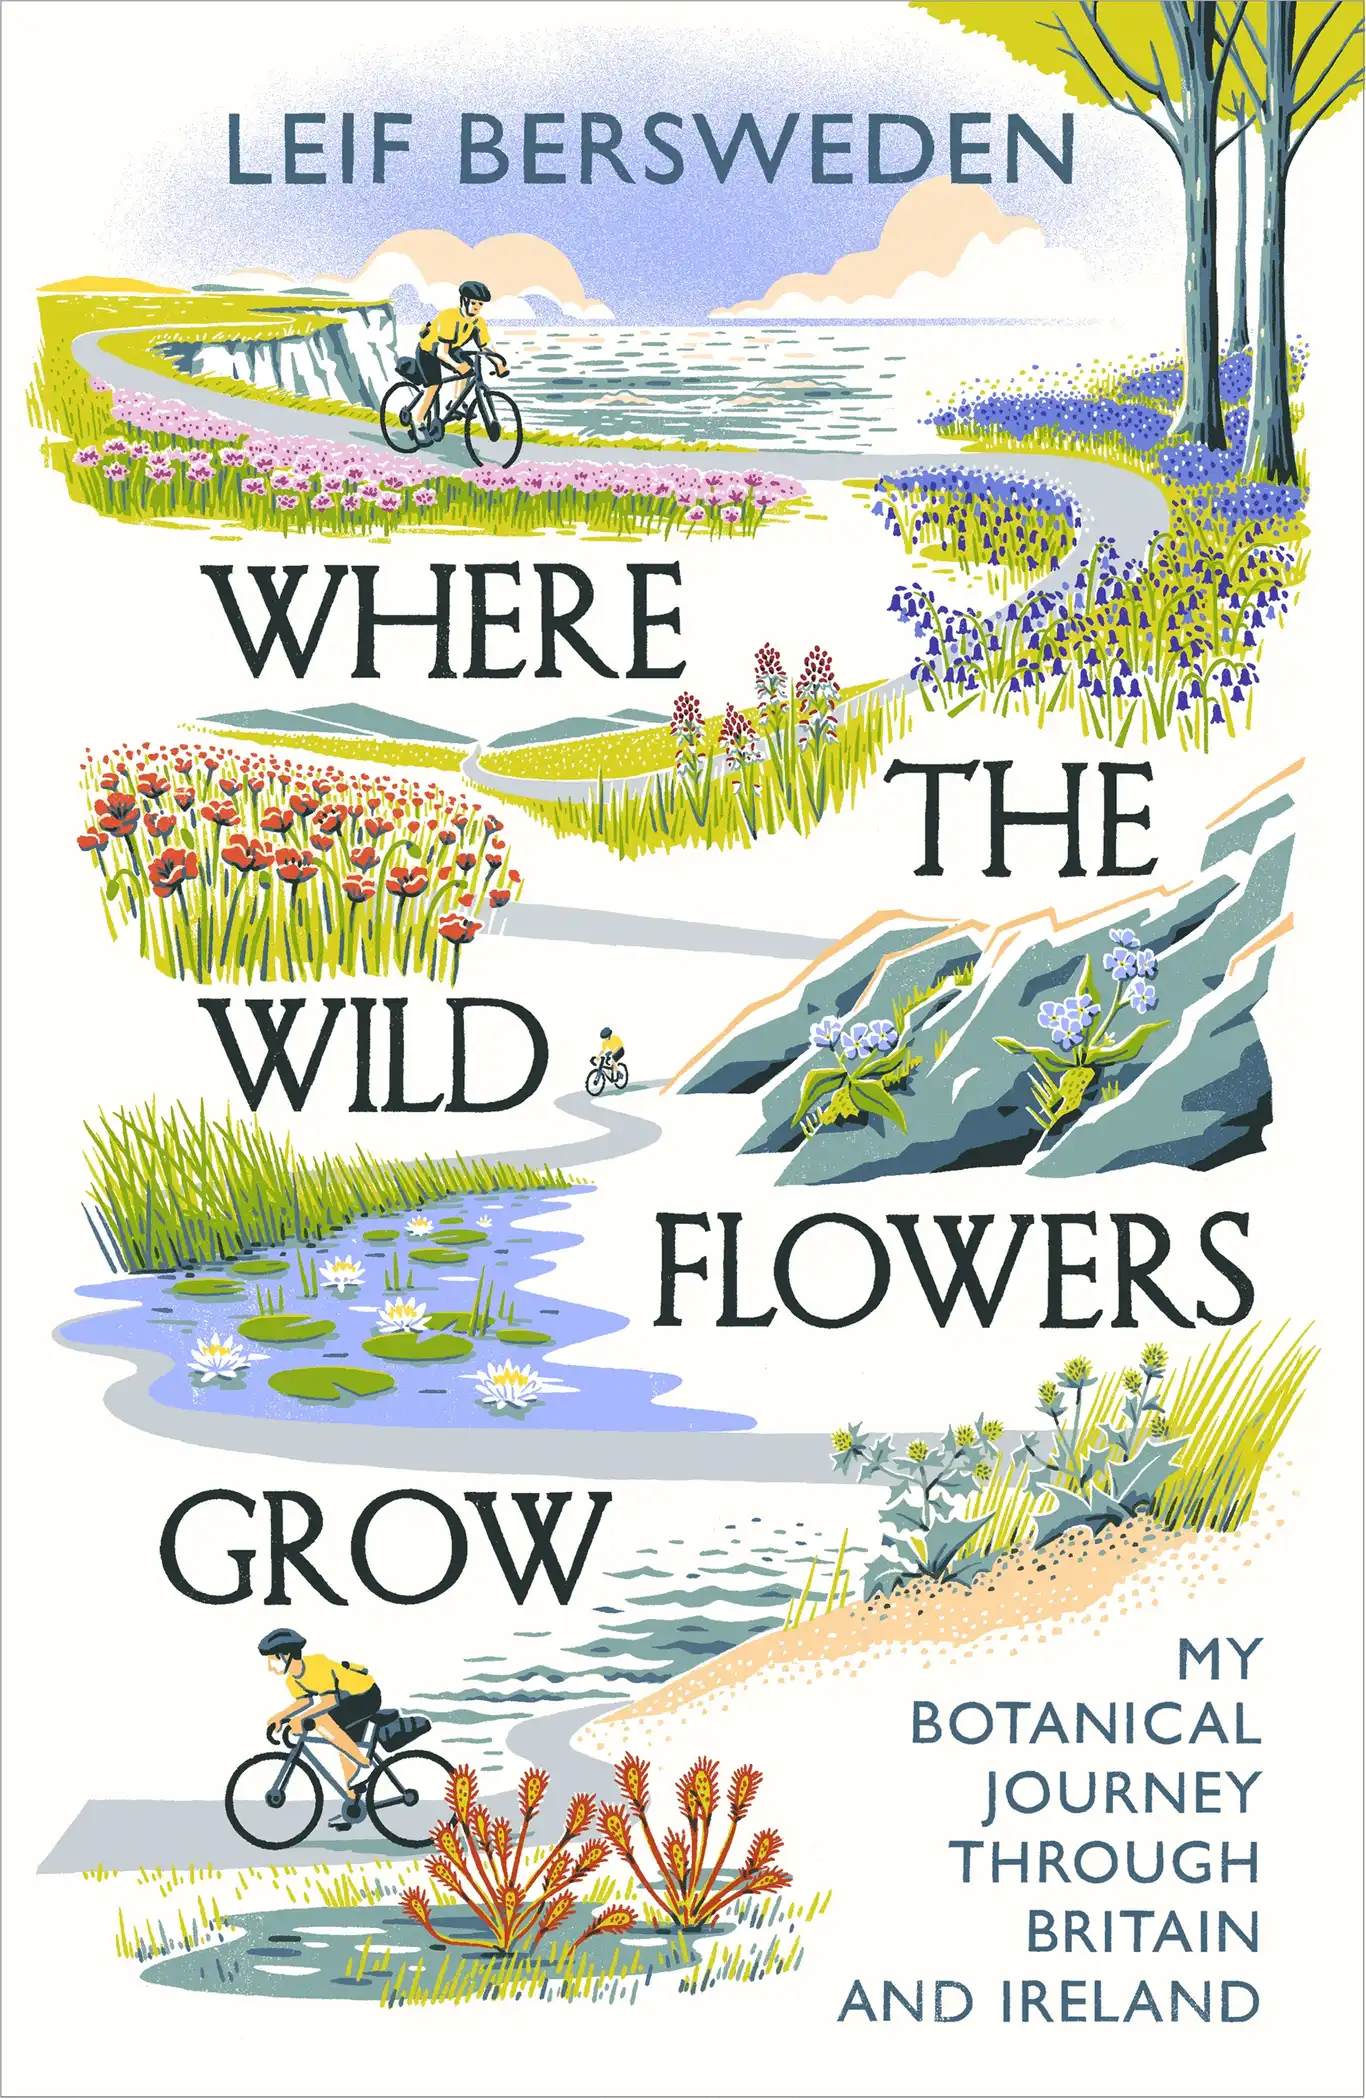 LEIF BERSWEDEN
WHERE
THE
WILD
FLOWERS
GROW
MY
BOTANICAL
JOURNEY
THROUGH
BRITAIN
AND IRELAND